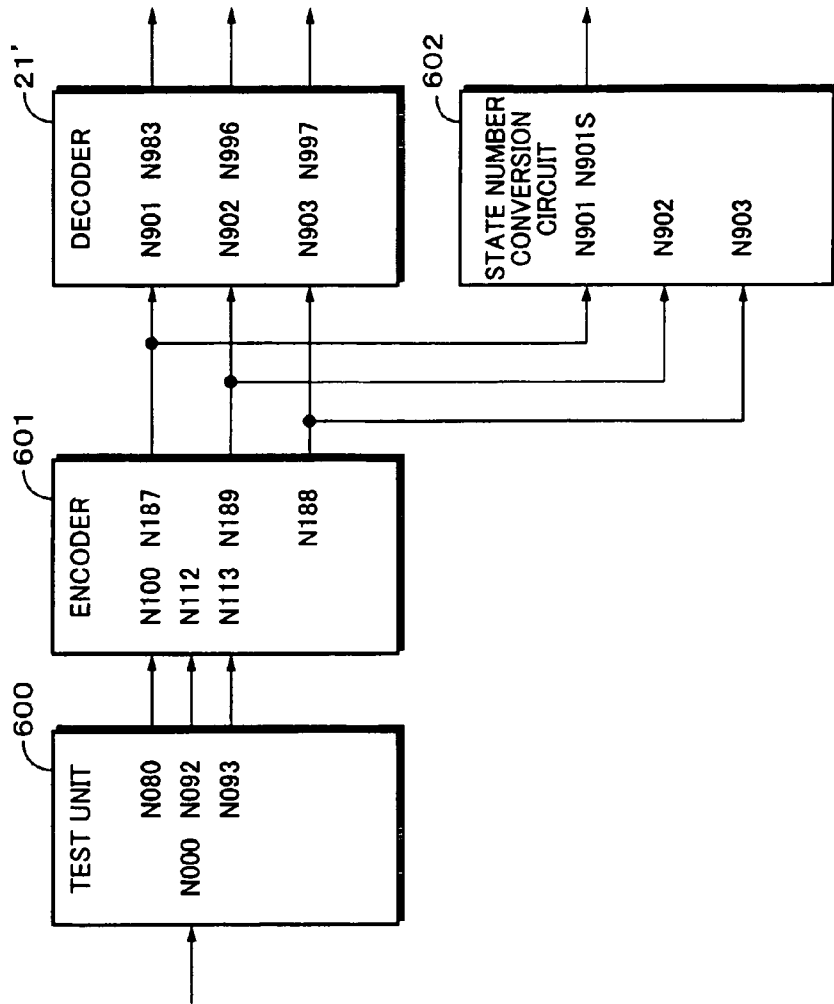 600
TEST UNIT
N080
N000 N092
N093
601
ENCODER
N100 N187
N112
N113 N189
N188
21'
DECODER
N901 N983
N902 N996
N903 N997
602
STATE NUMBER
CONVERSION
CIRCUIT
N901 N901S
N902
N903